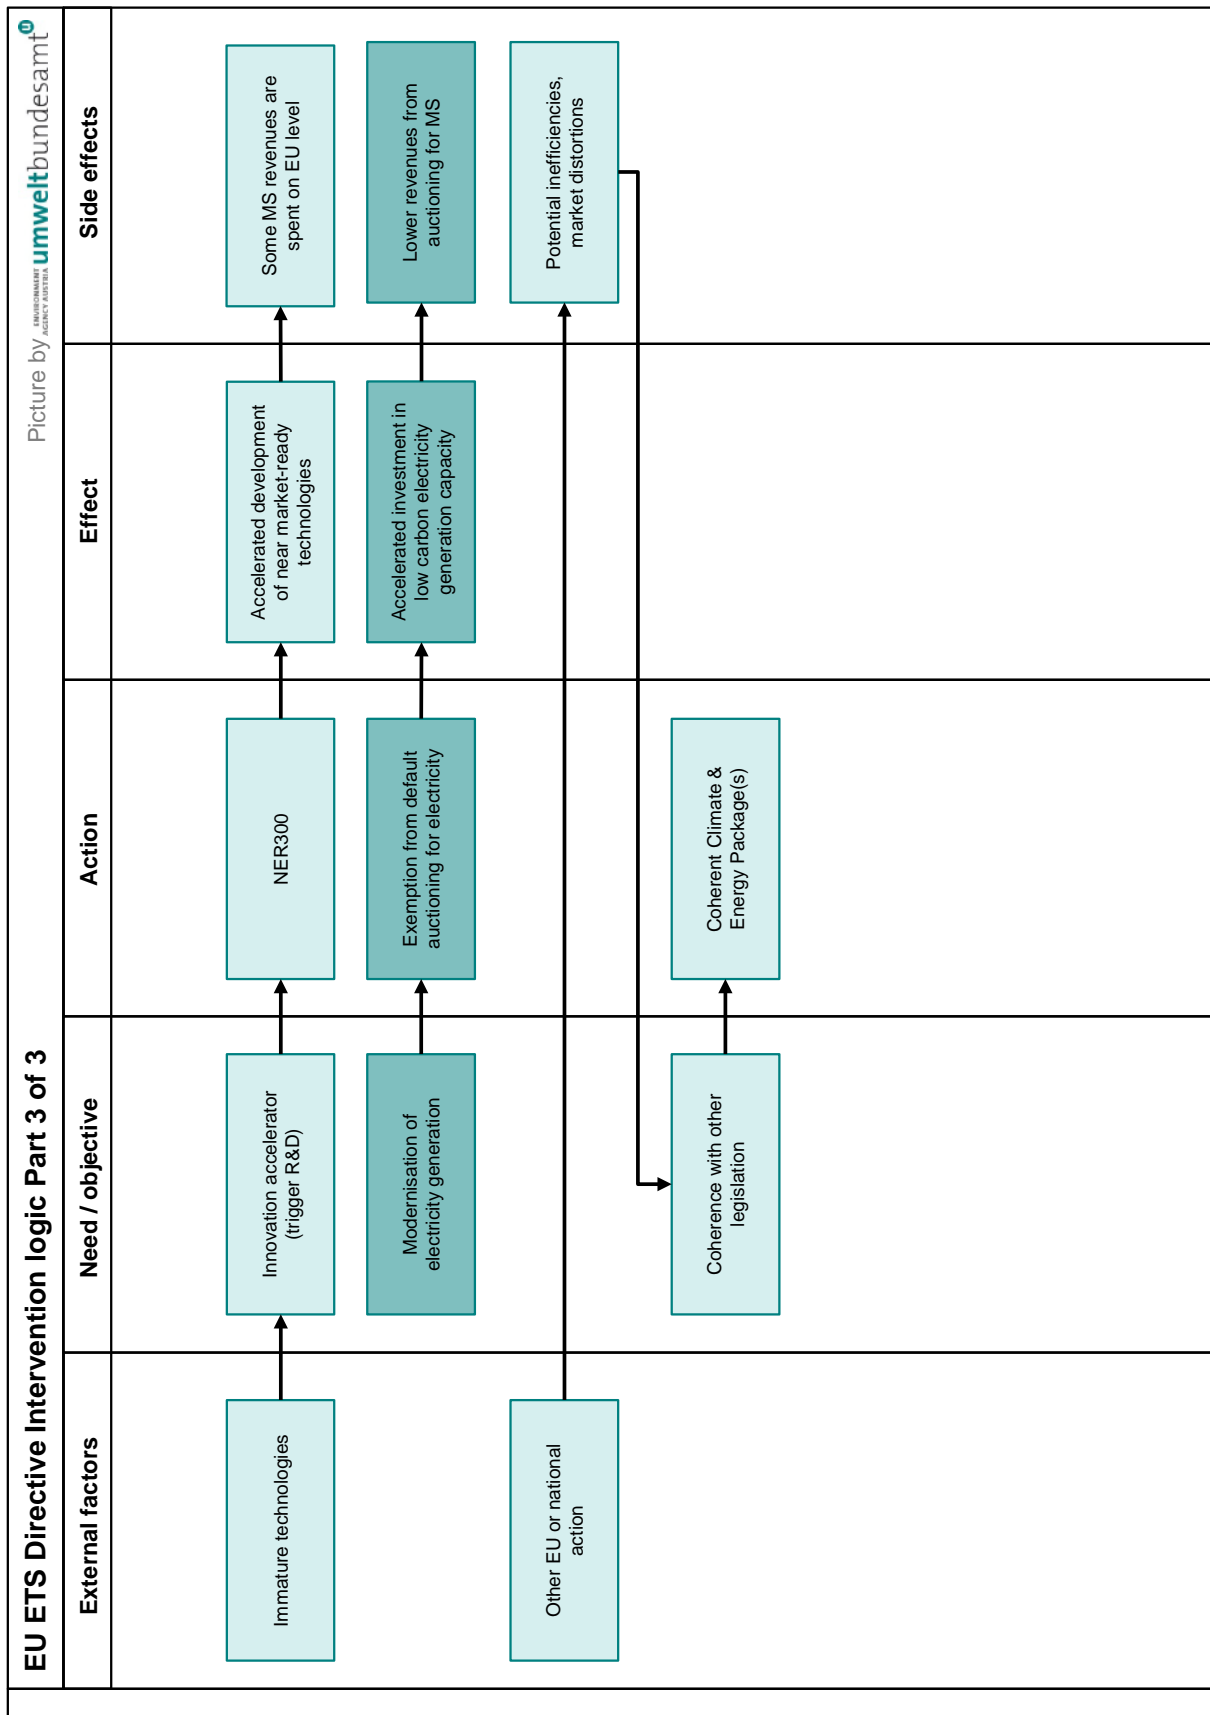 EU ETS Directive Intervention logic Part 3 of 3
Picture by ENVIRONMENT
AGENCY AUSTRIA umweltbundesamt u
External factors
Need / objective
Action
Effect
Side effects
Immature technologies
Innovation accelerator
(trigger R&D)
NER300
Accelerated development
of near market-ready
technologies
Some MS revenues are
spent on EU level
Modernisation of
electricity generation
Exemption from default
auctioning for electricity
Accelerated investment in
low carbon electricity
generation capacity
Lower revenues from
auctioning for MS
Other EU or national
action
Potential inefficiencies,
market distortions
Coherence with other
legislation
Coherent Climate &
Energy Package(s)